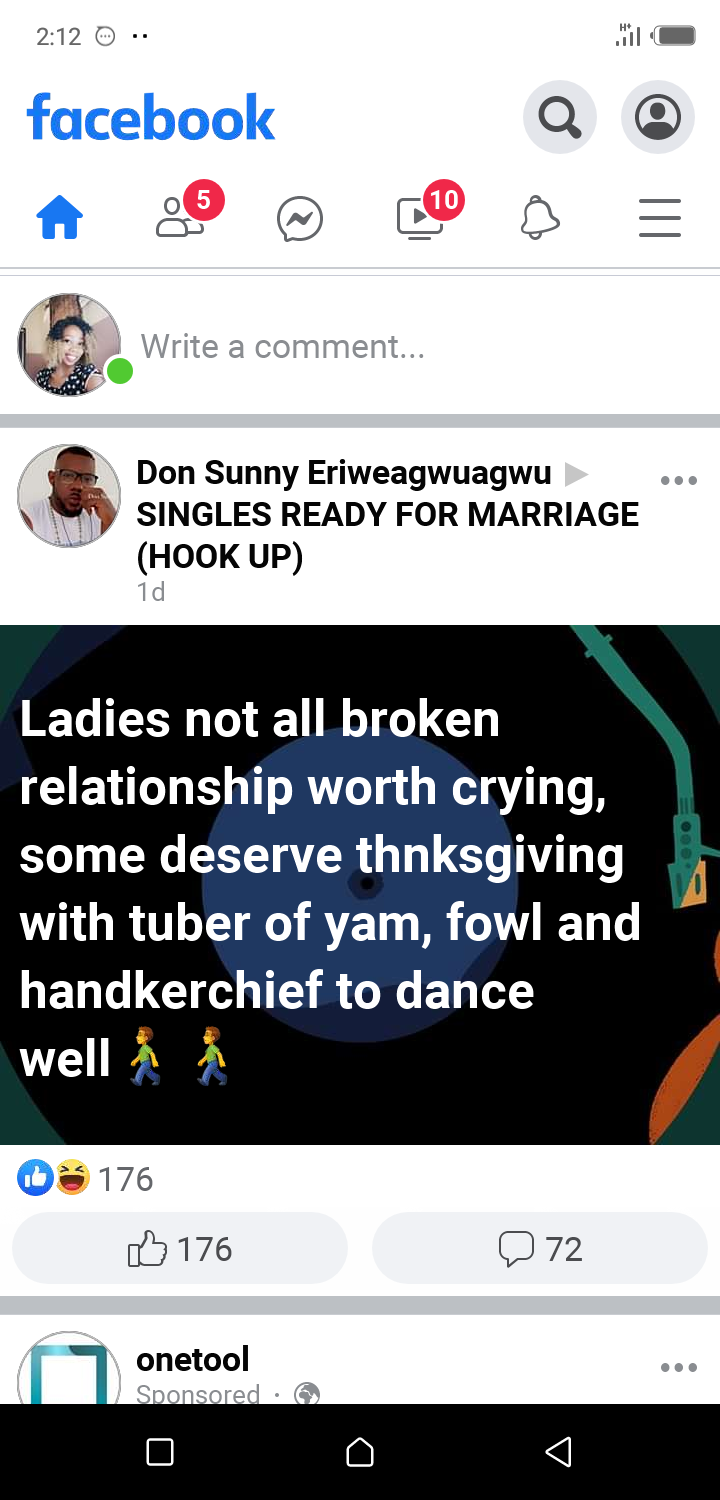 2:12
H+
facebook
5
10
Write a comment...
Don Sunny Eriweagwuagwu
SINGLES READY FOR MARRIAGE
(HOOK UP)
1d
Ladies not all broken
relationship worth crying,
some deserve thnksgiving
with tuber of yam, fowl and
handkerchief to dance
well
176
176
72
onetool
Sponsored ·